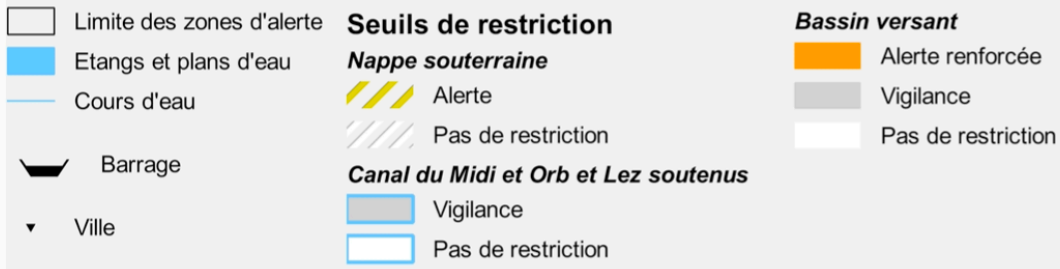 Limite des zones d'alerte
Etangs et plans d'eau
Cours d'eau
Barrage
Ville
Seuils de restriction
Nappe souterraine
Alerte
Pas de restriction
Canal du Midi et Orb et Lez soutenus
Vigilance
Pas de restriction
Bassin versant
Alerte renforcée
Vigilance
Pas de restriction